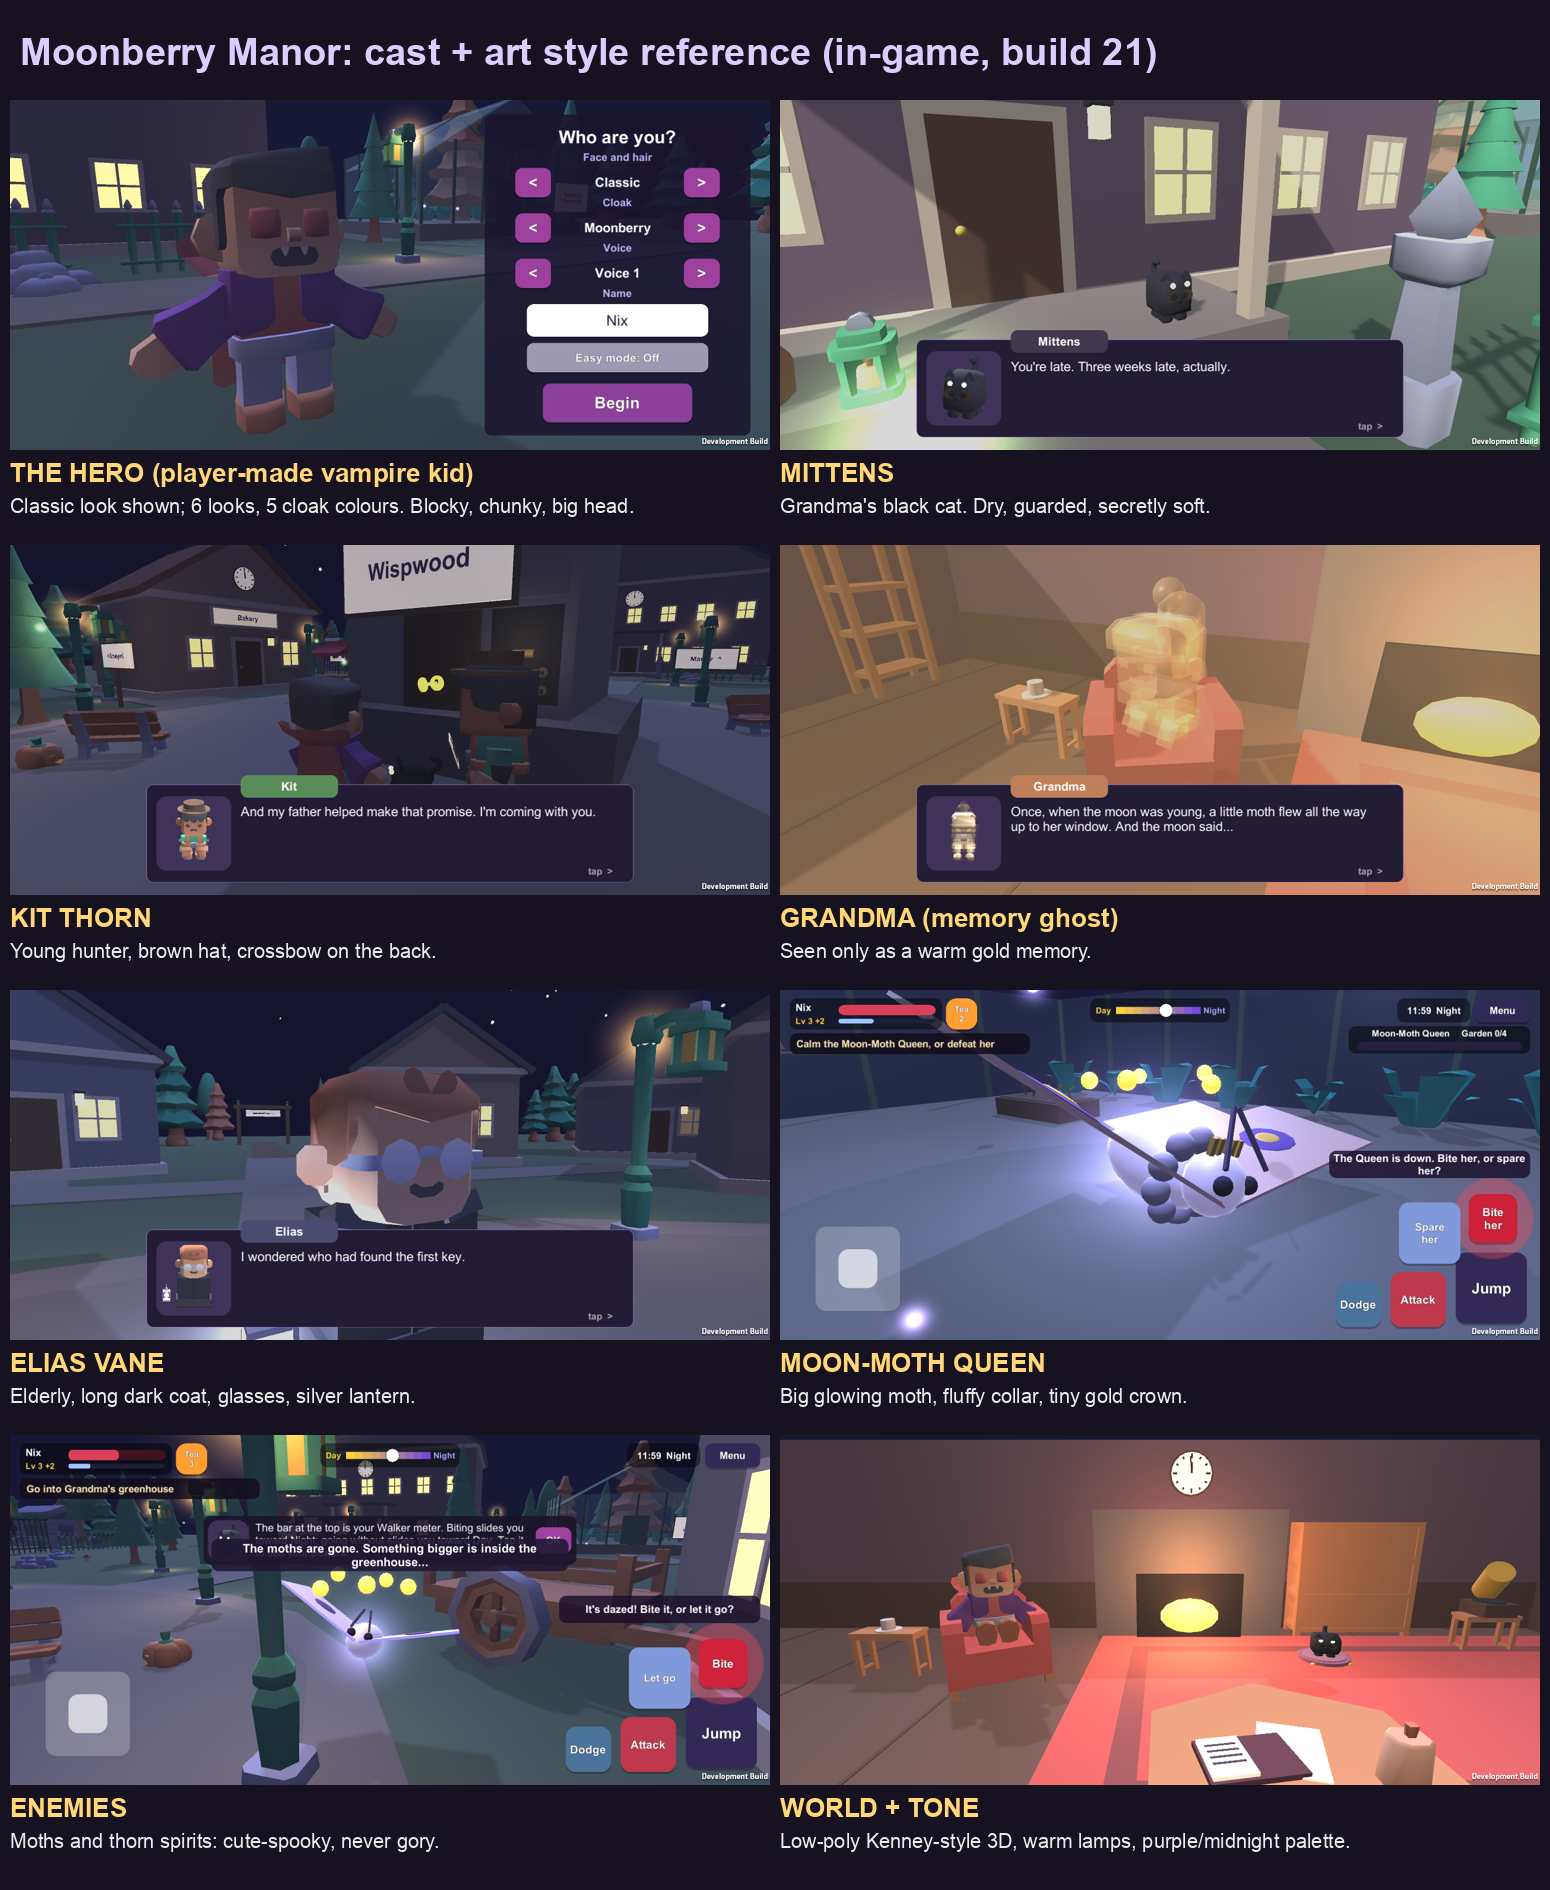 Moonberry Manor: cast + art style reference (in-game, build 21)
Who are you?
Face and hair
< Classic >
Cloak
< Moonberry >
Voice
< Voice 1 >
Name
Nix
Easy mode: Off
Begin
Development Build
THE HERO (player-made vampire kid)
Classic look shown; 6 looks, 5 cloak colours. Blocky, chunky, big head.
Mittens
You're late. Three weeks late, actually.
tap >
Development Build
MITTENS
Grandma's black cat. Dry, guarded, secretly soft.
Wispwood
Bakery
Kit
And my father helped make that promise. I'm coming with you.
tap >
Development Build
KIT THORN
Young hunter, brown hat, crossbow on the back.
Grandma
Once, when the moon was young, a little moth flew all the way
up to her window. And the moon said...
tap >
Development Build
GRANDMA (memory ghost)
Seen only as a warm gold memory.
Elias
I wondered who had found the first key.
tap >
Development Build
ELIAS VANE
Elderly, long dark coat, glasses, silver lantern.
Nix
Lv 3 +2
Tea
2
Day Night
11:59 Night
Menu
Calm the Moon-Moth Queen, or defeat her
Moon-Moth Queen Garden 0/4
The Queen is down. Bite her, or spare
her?
Spare
her
Bite
her
Jump
Dodge
Attack
Development Build
MOON-MOTH QUEEN
Big glowing moth, fluffy collar, tiny gold crown.
Nix
Lv 3 +2
Tea
3
Day Night
11:59 Night
Menu
Go into Grandma's greenhouse
The bar at the top is your Walker meter. Biting slides you
The moths are gone. Something bigger is inside the
greenhouse...
It's dazed! Bite it, or let it go?
Let go
Bite
Jump
Dodge
Attack
Development Build
ENEMIES
Moths and thorn spirits: cute-spooky, never gory.
Development Build
WORLD + TONE
Low-poly Kenney-style 3D, warm lamps, purple/midnight palette.